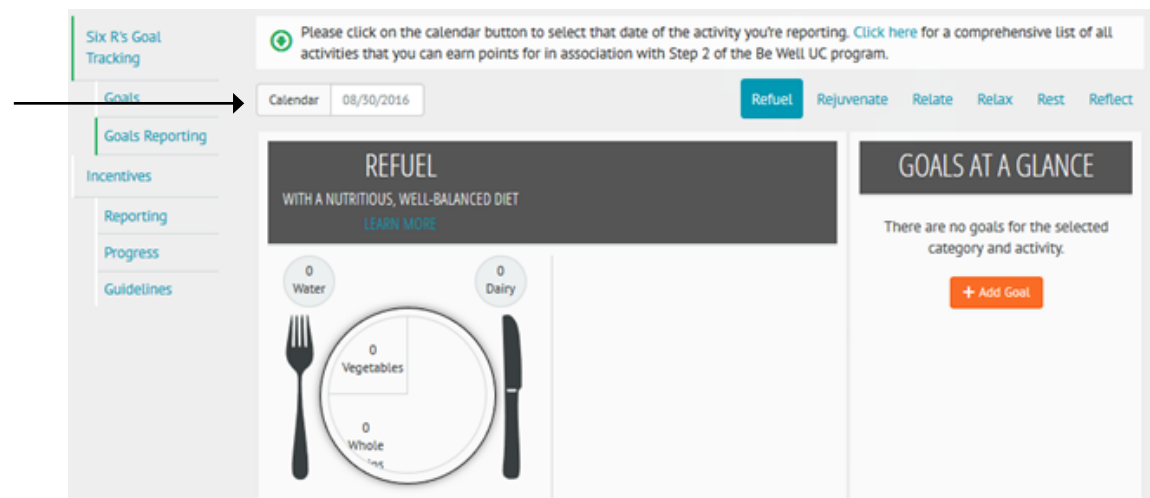 Six R's Goal
Tracking
Goals
Goals Reporting
Incentives
Reporting
Progress
Guidelines
Please click on the calendar button to select that date of the activity you're reporting. Click here for a comprehensive list of all
activities that you can earn points for in association with Step 2 of the Be Well UC program.
Calendar 08/30/2016
Refuel Rejuvenate Relate Relax Rest Reflect
REFUEL
WITH A NUTRITIOUS, WELL-BALANCED DIET
LEARN MORE
0
Water
0
Dairy
0
Vegetables
0
Whole
GOALS AT A GLANCE
There are no goals for the selected
category and activity.
+ Add Goal